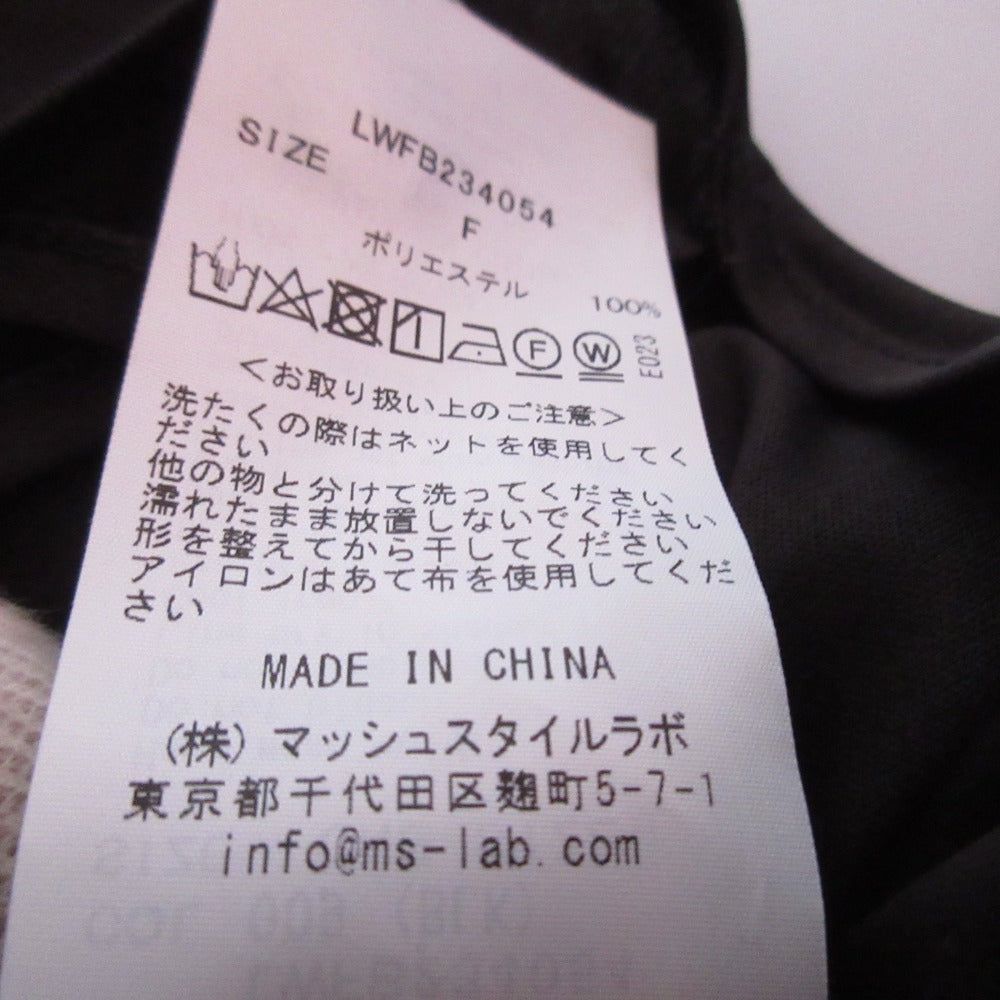 LWFB234054
SIZE F
ポリエステル 100%
F W E023
＜お取り扱い上のご注意＞
洗たくの際はネットを使用してく
ださい
他の物と分けて洗ってください
濡れたまま放置しないでください
形を整えてから干してください
アイロンはあて布を使用してくだ
さい
MADE IN CHINA
(株) マッシュスタイルラボ
東京都千代田区麹町5-7-1
info@ms-lab.com